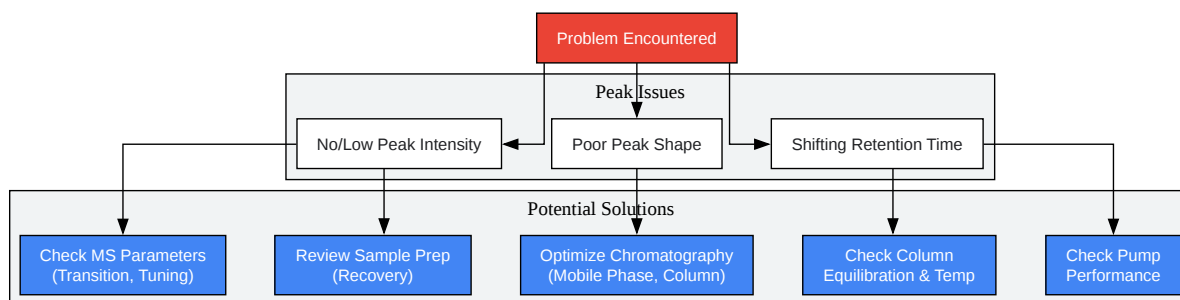 Problem Encountered
Peak Issues
No/Low Peak Intensity
Poor Peak Shape
Shifting Retention Time
Potential Solutions
Check MS Parameters
(Transition, Tuning)
Review Sample Prep
(Recovery)
Optimize Chromatography
(Mobile Phase, Column)
Check Column
Equilibration & Temp
Check Pump
Performance